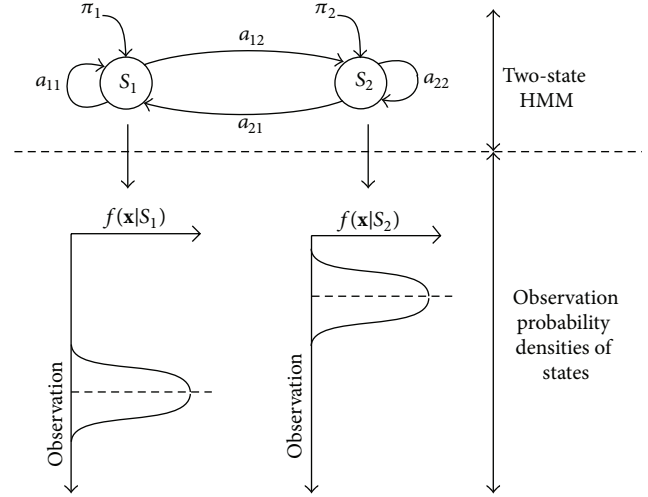 π₁
π₂
a₁₂
S₁
S₂
a₁₁
a₂₂
a₂₁
Two-state
HMM
f(x|S₁)
f(x|S₂)
Observation
Observation
Observation
probability
densities of
states